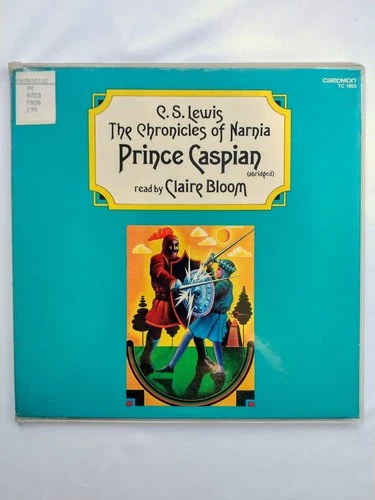 caedmon
TC 1603
C. S. Lewis
The Chronicles of Narnia
Prince Caspian
(abridged)
read by Claire Bloom